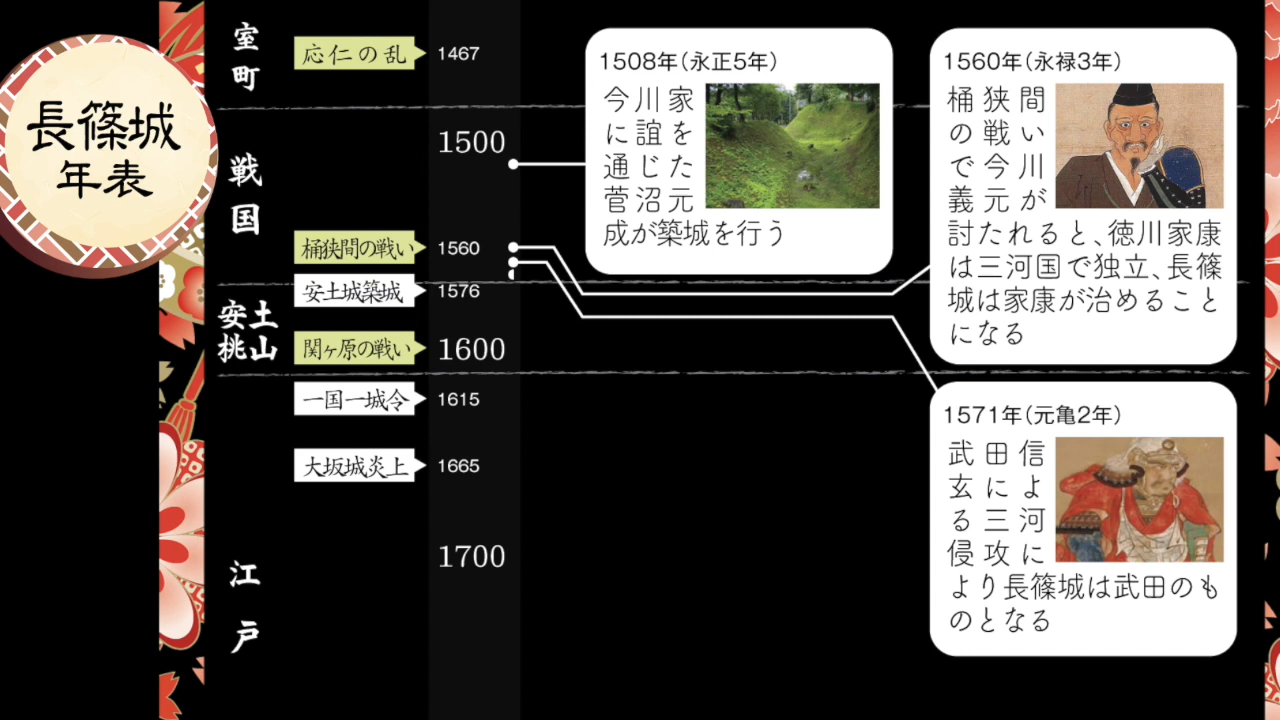 長篠城
年表
室町
応仁の乱
1467
1500
戦国
桶狭間の戦い
1560
安土城築城
1576
安土
桃山
関ヶ原の戦い
1600
一国一城令
1615
大坂城炎上
1665
1700
江戸
1508年(永正5年)
今川家
に誼を
通じた
菅沼元
成が築城を行う
1560年(永禄3年)
桶狭間
の戦い
で今川
義元が
討たれると、徳川家康
は三河国で独立、長篠
城は家康が治めること
になる
1571年(元亀2年)
武田信
玄によ
る三河
侵攻に
より長篠城は武田のも
のとなる